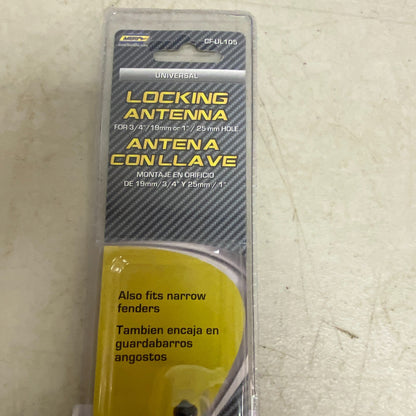 CF-UL105
UNIVERSAL
LOCKING
ANTENNA
FOR 3/4"/19mm or 1"/25mm HOLE
ANTENA
CON LLAVE
MONTAJE EN ORIFICIO
DE 19mm/3/4" Y 25mm/1"
Also fits narrow
fenders
Tambien encaja en
guardabarros
angostos